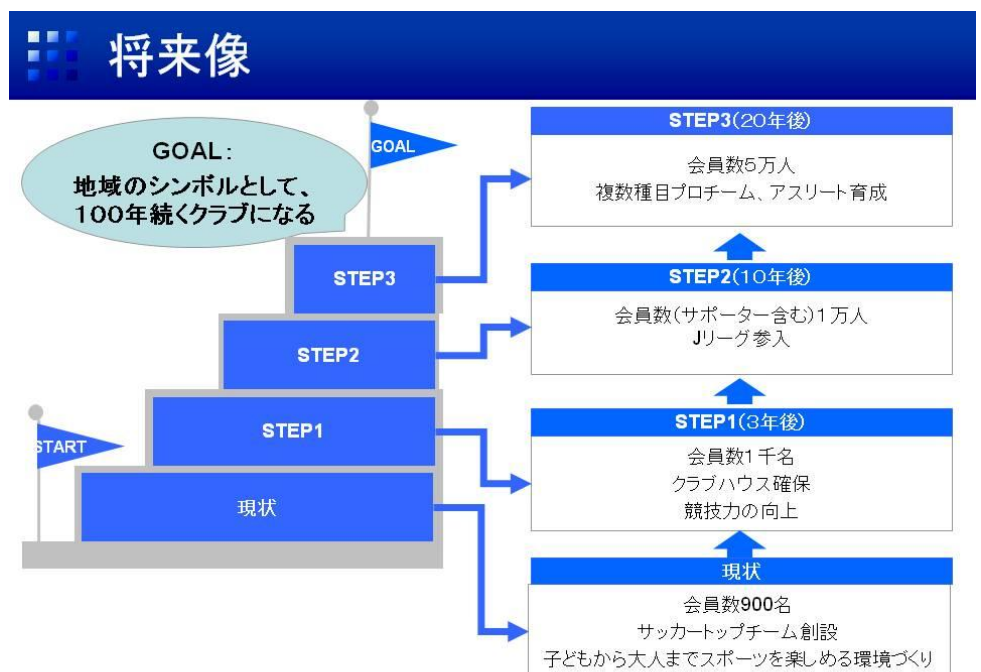 将来像
GOAL:
地域のシンボルとして、
100年続くクラブになる
GOAL
START
STEP3
STEP2
STEP1
現状
STEP3(20年後)
会員数5万人
複数種目プロチーム、アスリート育成
STEP2(10年後)
会員数(サポーター含む)1万人
Jリーグ参入
STEP1(3年後)
会員数1千名
クラブハウス確保
競技力の向上
現状
会員数900名
サッカートップチーム創設
子どもから大人までスポーツを楽しめる環境づくり